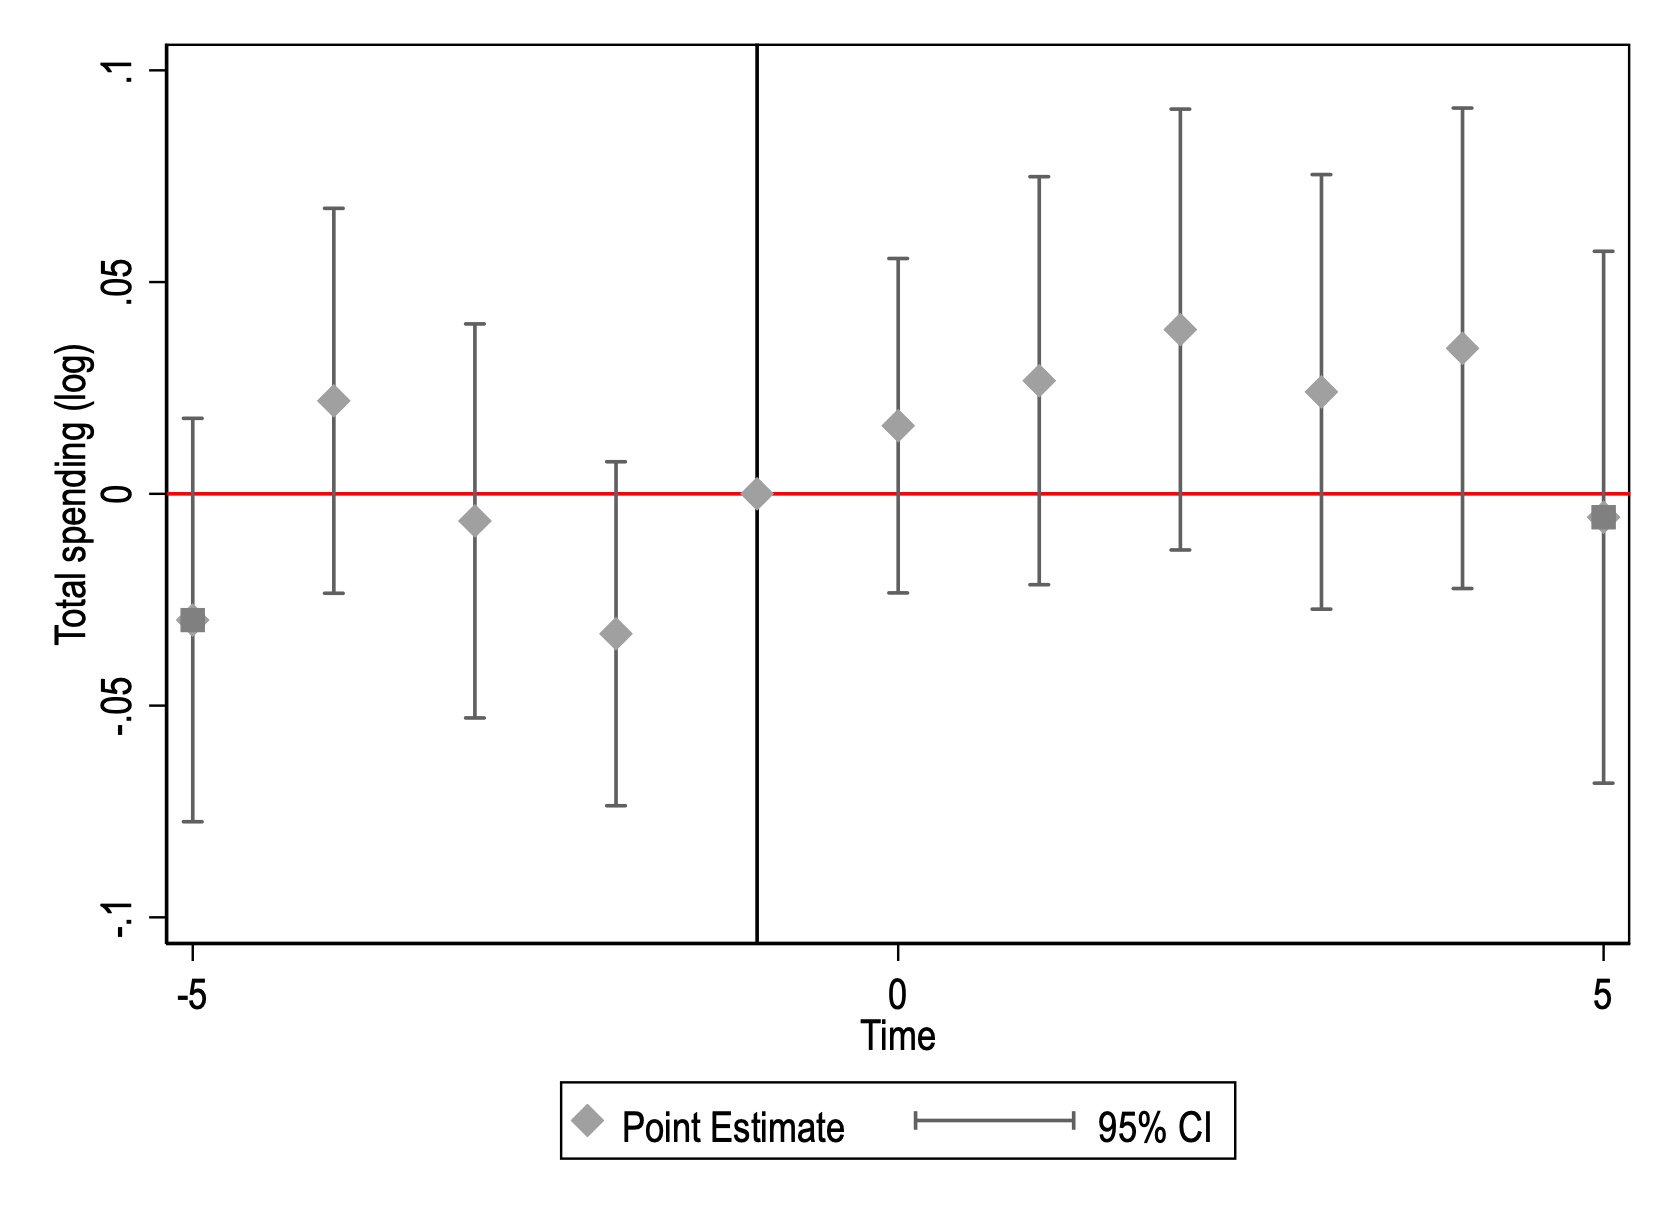 .1
.05
0
-.05
-.1
Total spending (log)
-5 0 5
Time
Point Estimate 95% CI